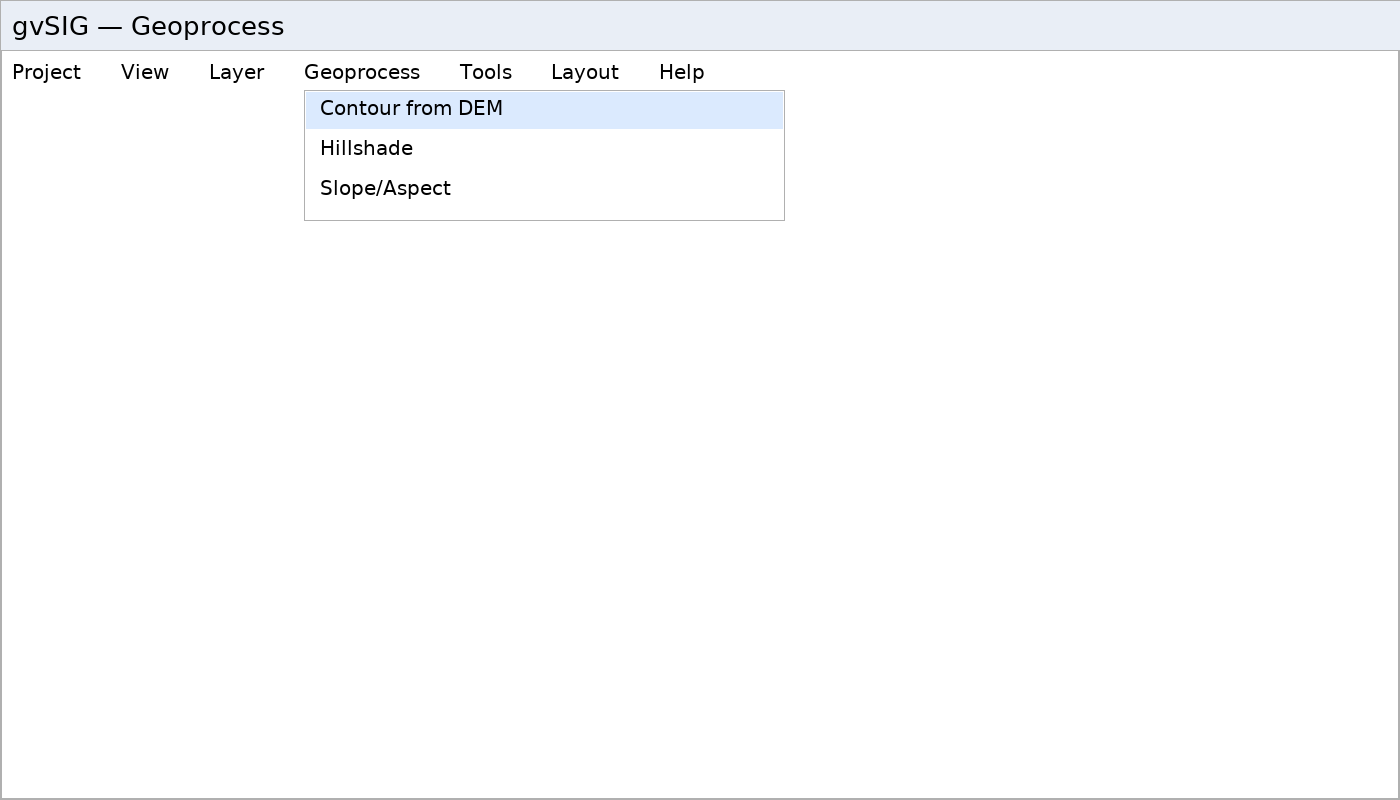 gvSIG — Geoprocess
Project View Layer Geoprocess Tools Layout Help
Contour from DEM
Hillshade
Slope/Aspect